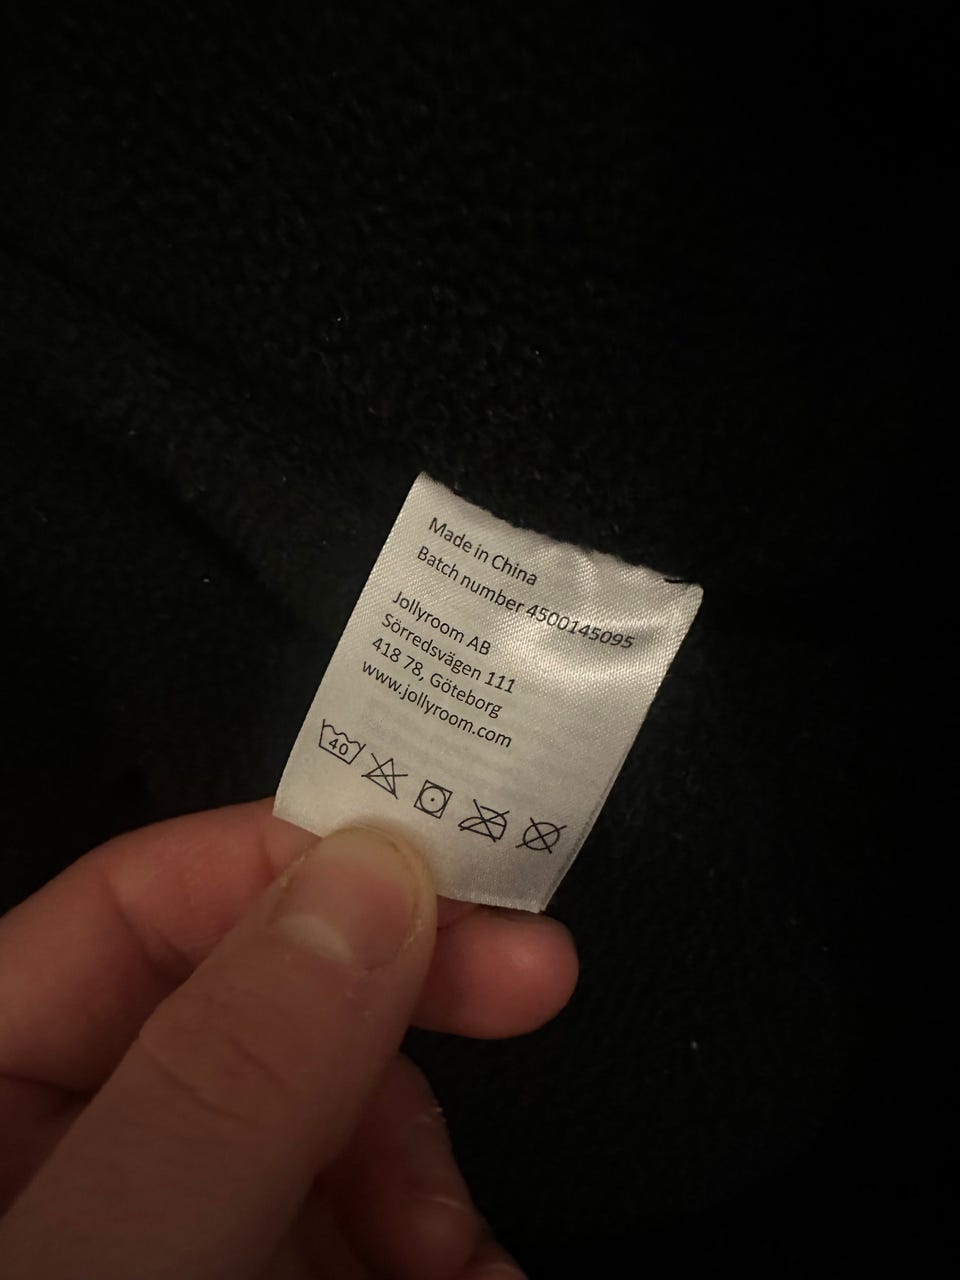 Made in China
Batch number 4500145095
Jollyroom AB
Sörredsvägen 111
418 78, Göteborg
www.jollyroom.com
40